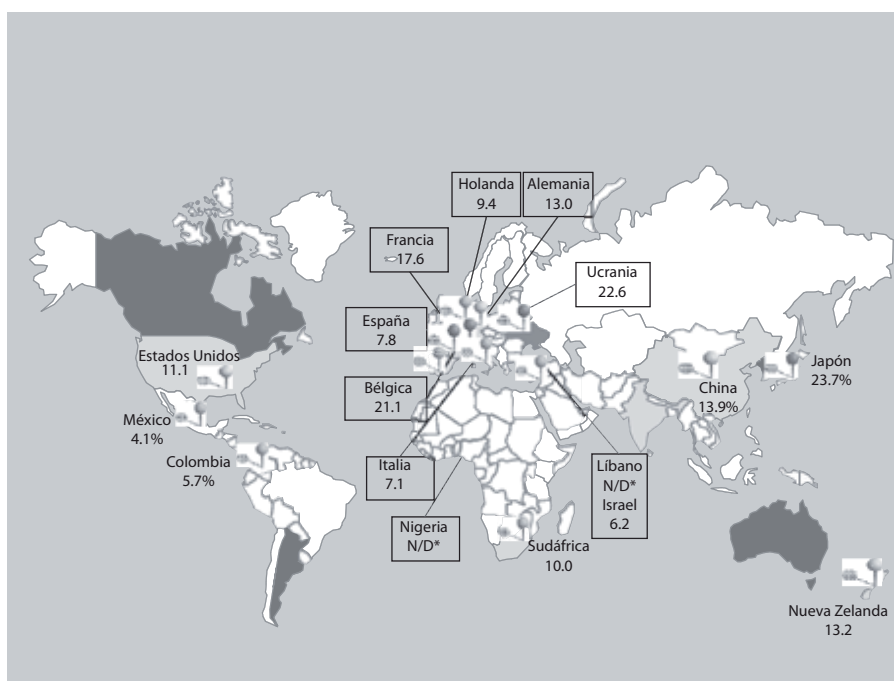 Holanda
9.4
Alemania
13.0
Francia
17.6
Ucrania
22.6
España
7.8
Estados Unidos
11.1
Japón
23.7%
China
13.9%
Bélgica
21.1
México
4.1%
Colombia
5.7%
Italia
7.1
Líbano
N/D*
Israel
6.2
Nigeria
N/D*
Sudáfrica
10.0
Nueva Zelanda
13.2